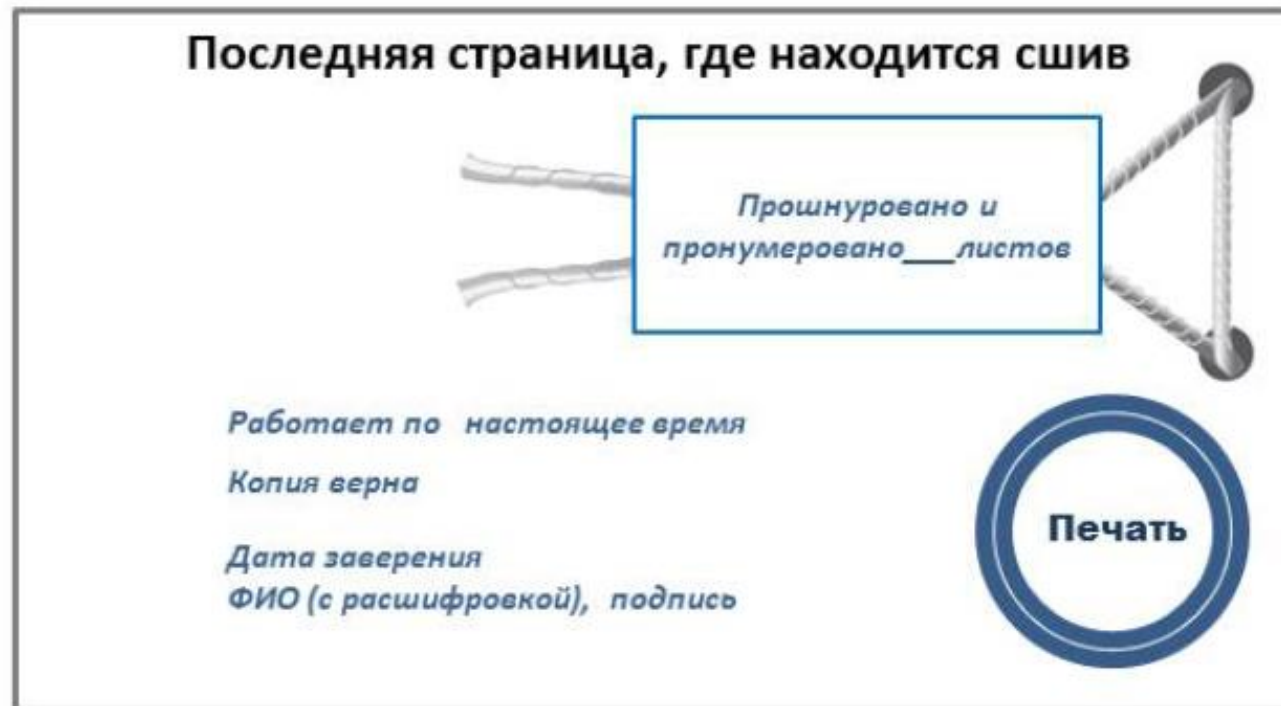 Последняя страница, где находится сшив
Прошнуровано и
пронумеровано___листов
Работает по настоящее время
Копия верна
Дата заверения
ФИО (с расшифровкой), подпись
Печать